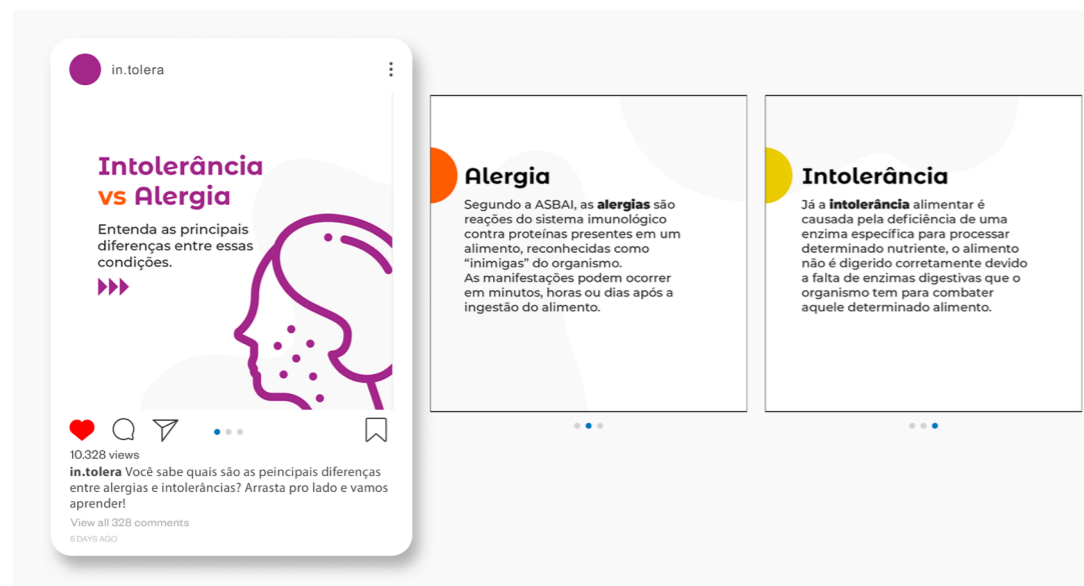 in.tolera
Intolerância
vs Alergia
Entenda as principais
diferenças entre essas
condições.
10.328 views
in.tolera Você sabe quais são as peincipais diferenças
entre alergias e intolerâncias? Arrasta pro lado e vamos
aprender!
View all 328 comments
5 DAYS AGO
Alergia
Segundo a ASBAI, as alergias são
reações do sistema imunológico
contra proteínas presentes em um
alimento, reconhecidas como
“inimigas” do organismo.
As manifestações podem ocorrer
em minutos, horas ou dias após a
ingestão do alimento.
Intolerância
Já a intolerância alimentar é
causada pela deficiência de uma
enzima específica para processar
determinado nutriente, o alimento
não é digerido corretamente devido
a falta de enzimas digestivas que o
organismo tem para combater
aquele determinado alimento.